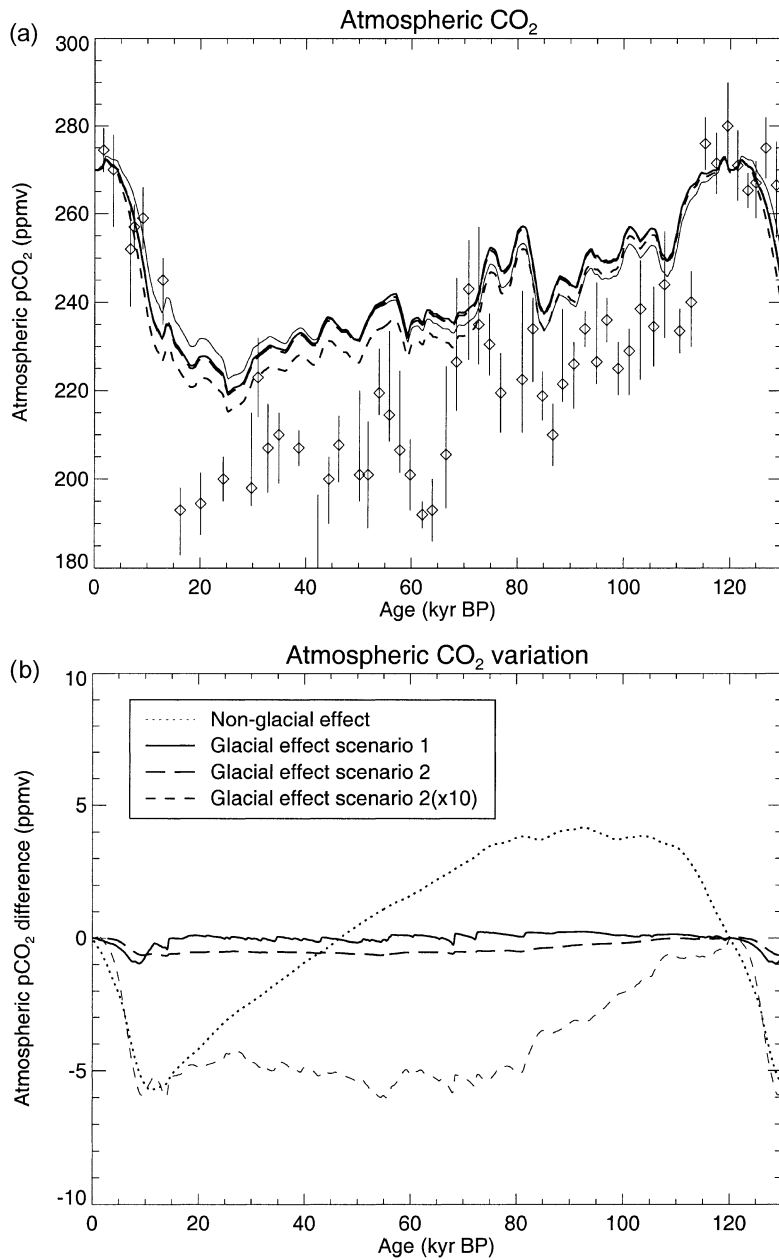 (a)
Atmospheric CO₂
300
280
260
240
220
200
180
Atmospheric pCO₂ (ppmv)
0 20 40 60 80 100 120
Age (kyr BP)
(b)
Atmospheric CO₂ variation
10
5
0
-5
-10
Atmospheric pCO₂ difference (ppmv)
Non-glacial effect
Glacial effect scenario 1
Glacial effect scenario 2
Glacial effect scenario 2(x10)
0 20 40 60 80 100 120
Age (kyr BP)